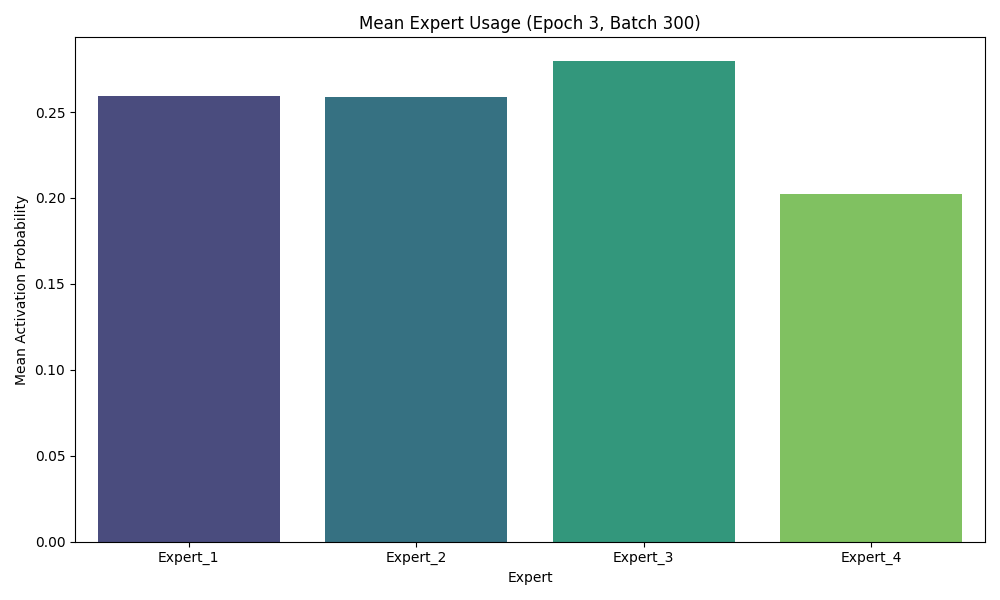 Mean Expert Usage (Epoch 3, Batch 300)
Mean Activation Probability
0.25
0.20
0.15
0.10
0.05
0.00
Expert_1 Expert_2 Expert_3 Expert_4
Expert